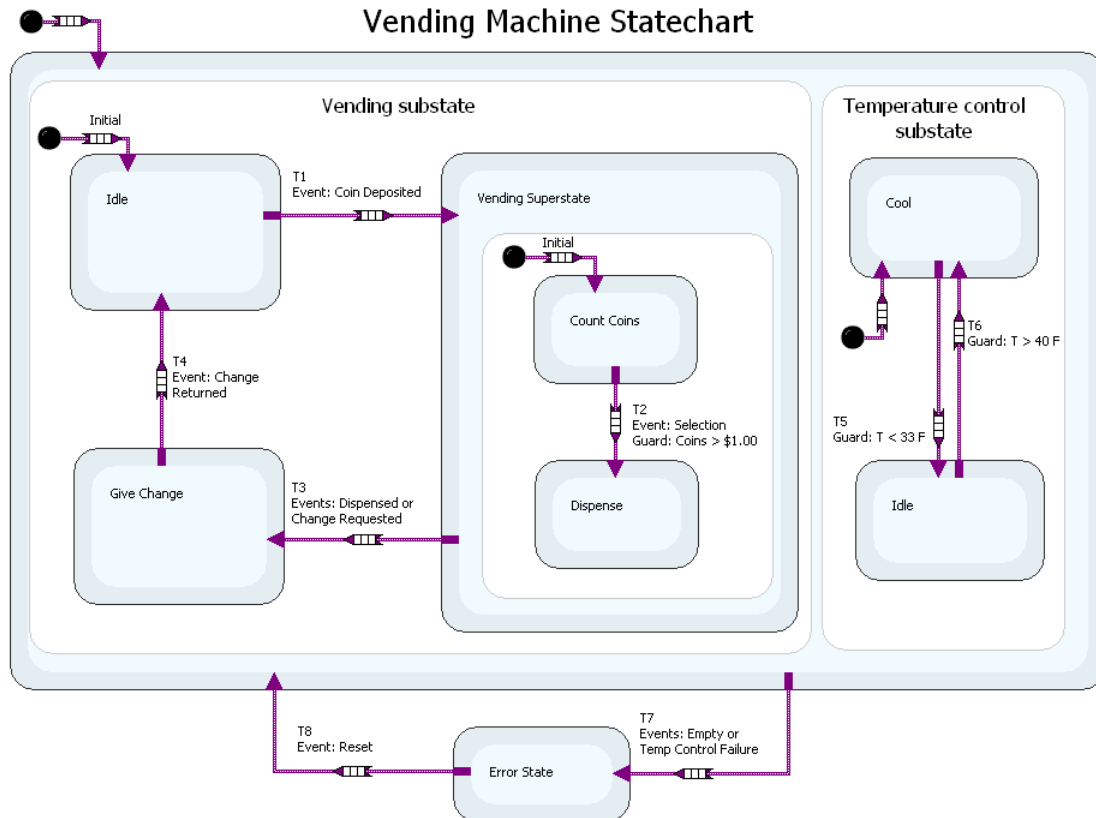 Vending Machine Statechart
Vending substate
Initial
Idle
T1
Event: Coin Deposited
Vending Superstate
Initial
Count Coins
T2
Event: Selection
Guard: Coins > $1.00
Dispense
T3
Events: Dispensed or
Change Requested
Give Change
T4
Event: Change
Returned
Temperature control
substate
Cool
T6
Guard: T > 40 F
T5
Guard: T < 33 F
Idle
T8
Event: Reset
Error State
T7
Events: Empty or
Temp Control Failure